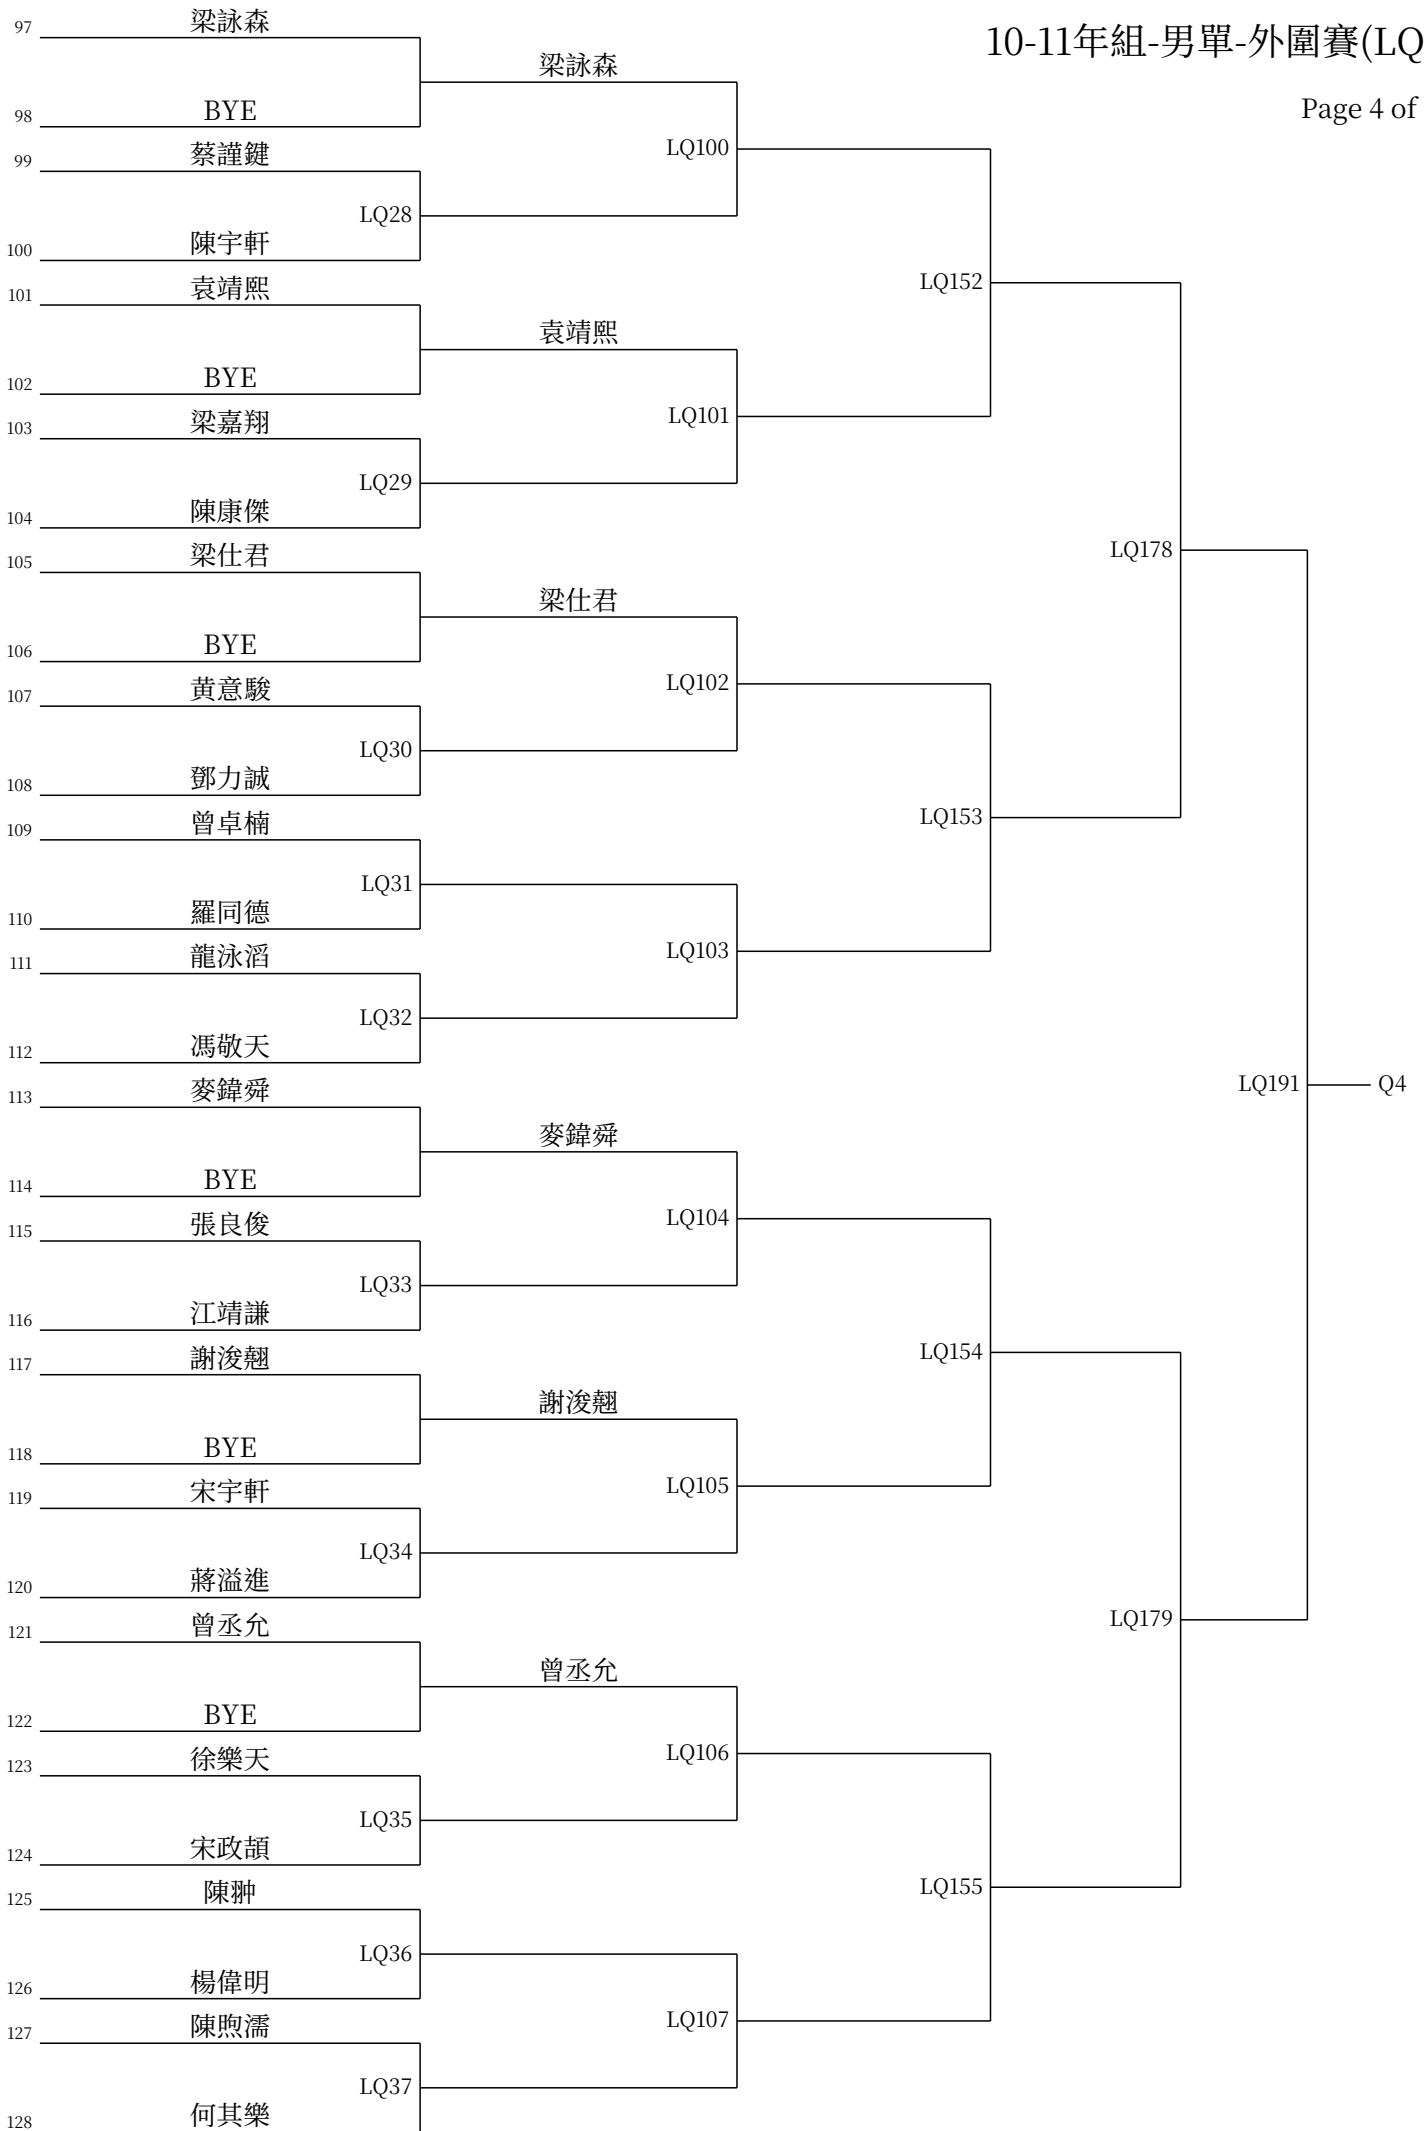 10-11年組-男單-外圍賽(LQ
Page 4 of
97 梁詠森
梁詠森
98 BYE
LQ100
99 蔡謹鍵
LQ28
100 陳宇軒
LQ152
101 袁靖熙
袁靖熙
102 BYE
LQ101
103 梁嘉翔
LQ29
104 陳康傑
LQ178
105 梁仕君
梁仕君
106 BYE
LQ102
107 黄意駿
LQ30
108 鄧力誠
LQ153
109 曾卓楠
LQ31
110 羅同德
LQ103
111 龍泳滔
LQ32
112 馮敬天
LQ191 Q4
113 麥鍏舜
麥鍏舜
114 BYE
LQ104
115 張良俊
LQ33
116 江靖謙
LQ154
117 謝浚翹
謝浚翹
118 BYE
LQ105
119 宋宇軒
LQ34
120 蔣溢進
LQ179
121 曾丞允
曾丞允
122 BYE
LQ106
123 徐樂天
LQ35
124 宋政頡
LQ155
125 陳翀
LQ36
126 楊偉明
LQ107
127 陳煦濡
LQ37
128 何其樂